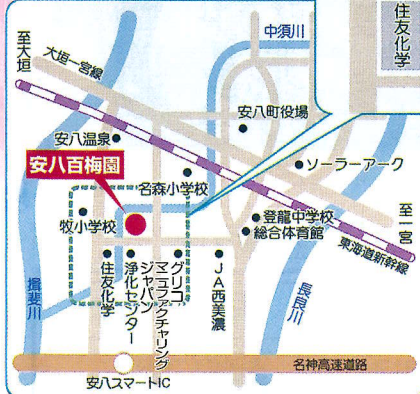 住友化学
中須川
至大垣
大垣一宮線
安八町役場
安八温泉
ソーラーアーク
安八百梅園
名森小学校
至一宮
牧小学校
登龍中学校
総合体育館
東海道新幹線
揖斐川
住友化学
浄化センター
グリコ
マニュファクチャリング
ジャパン
JA西美濃
長良川
名神高速道路
安八スマートIC